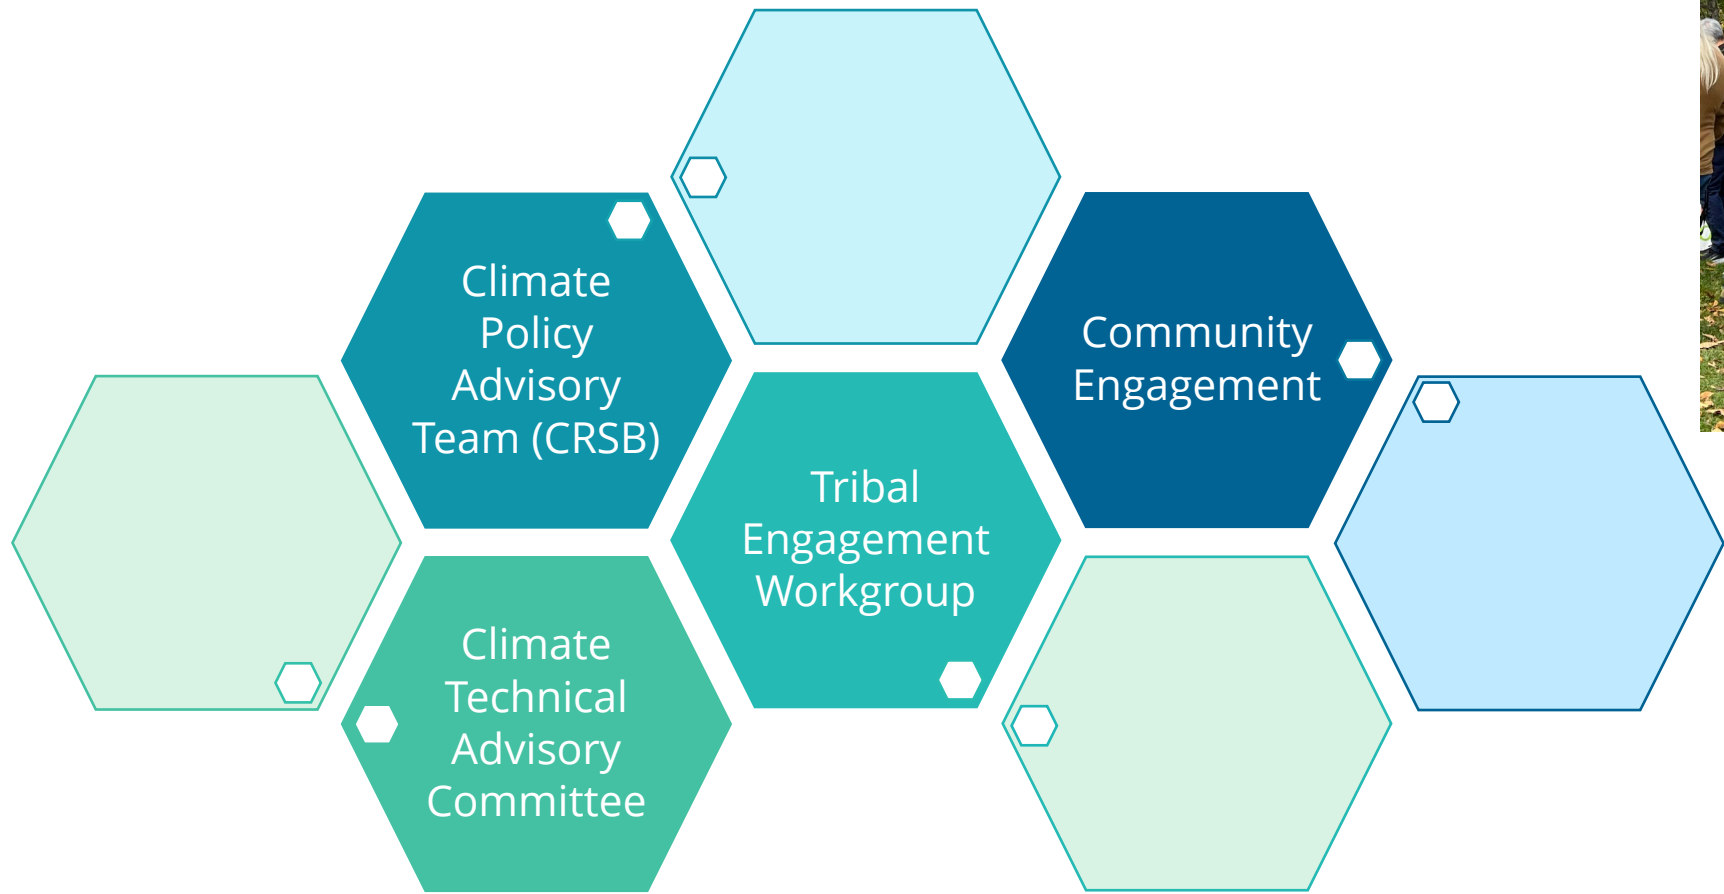 Climate
Policy
Advisory
Team (CRSB)
Community
Engagement
Tribal
Engagement
Workgroup
Climate
Technical
Advisory
Committee